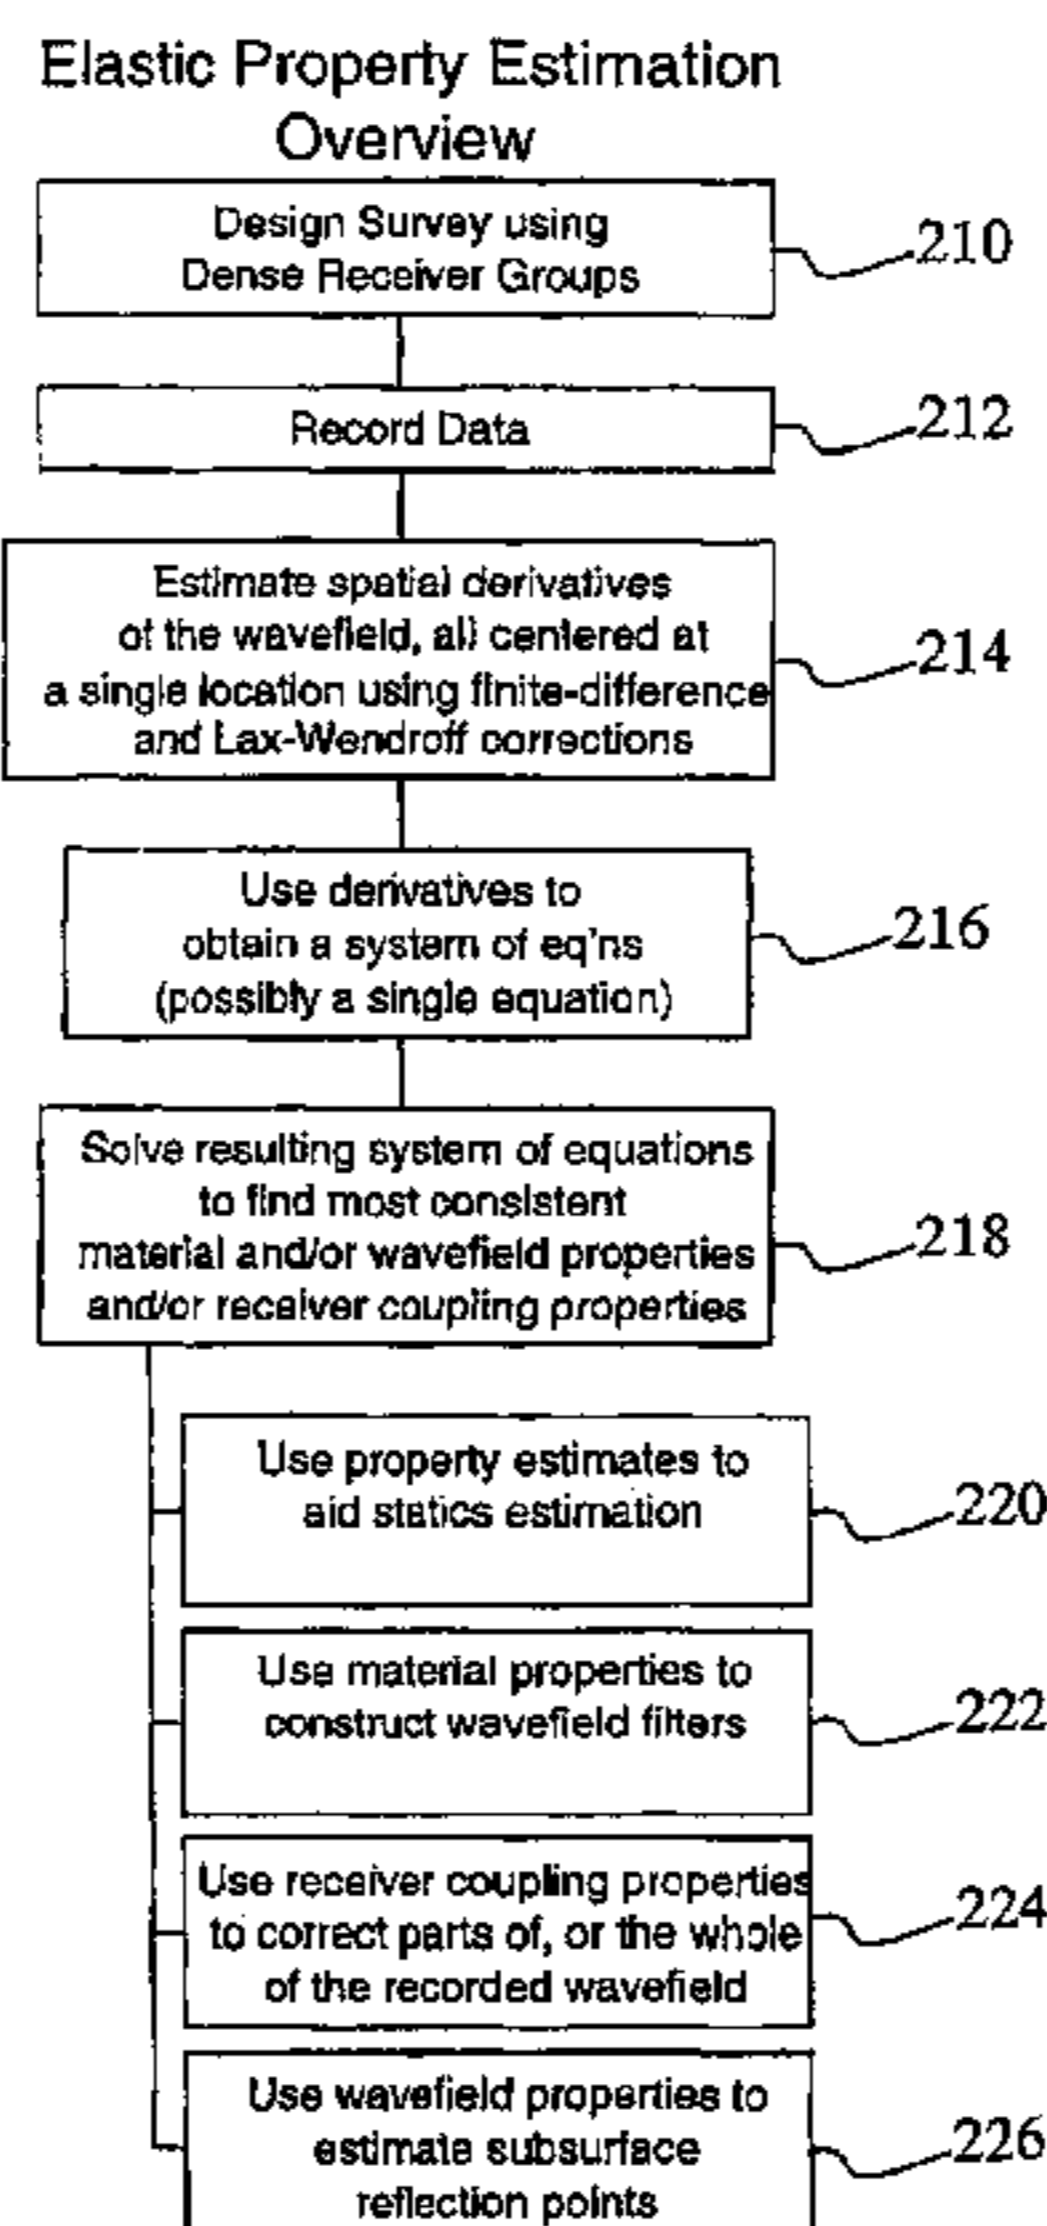 Elastic Property Estimation
Overview
Design Survey using
Dense Receiver Groups
210
Record Data
212
Estimate spatial derivatives
of the wavefield, all centered at
a single location using finite-difference
and Lax-Wendroff corrections
214
Use derivatives to
obtain a system of eq'ns
(possibly a single equation)
216
Solve resulting system of equations
to find most consistent
material and/or wavefield properties
and/or receiver coupling properties
218
Use property estimates to
aid statics estimation
220
Use material properties to
construct wavefield filters
222
Use receiver coupling properties
to correct parts of, or the whole
of the recorded wavefield
224
Use wavefield properties to
estimate subsurface
reflection points
226